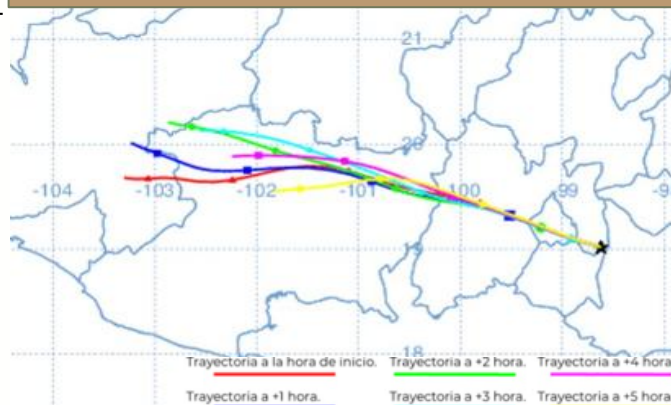 21
20
-104 -103 -102 -101 -100 -99 -9
18
Trayectoria a la hora de inicio. Trayectoria a +2 hora. Trayectoria a +4 hora
Trayectoria a +1 hora. Trayectoria a +3 hora. Trayectoria a +5 hora